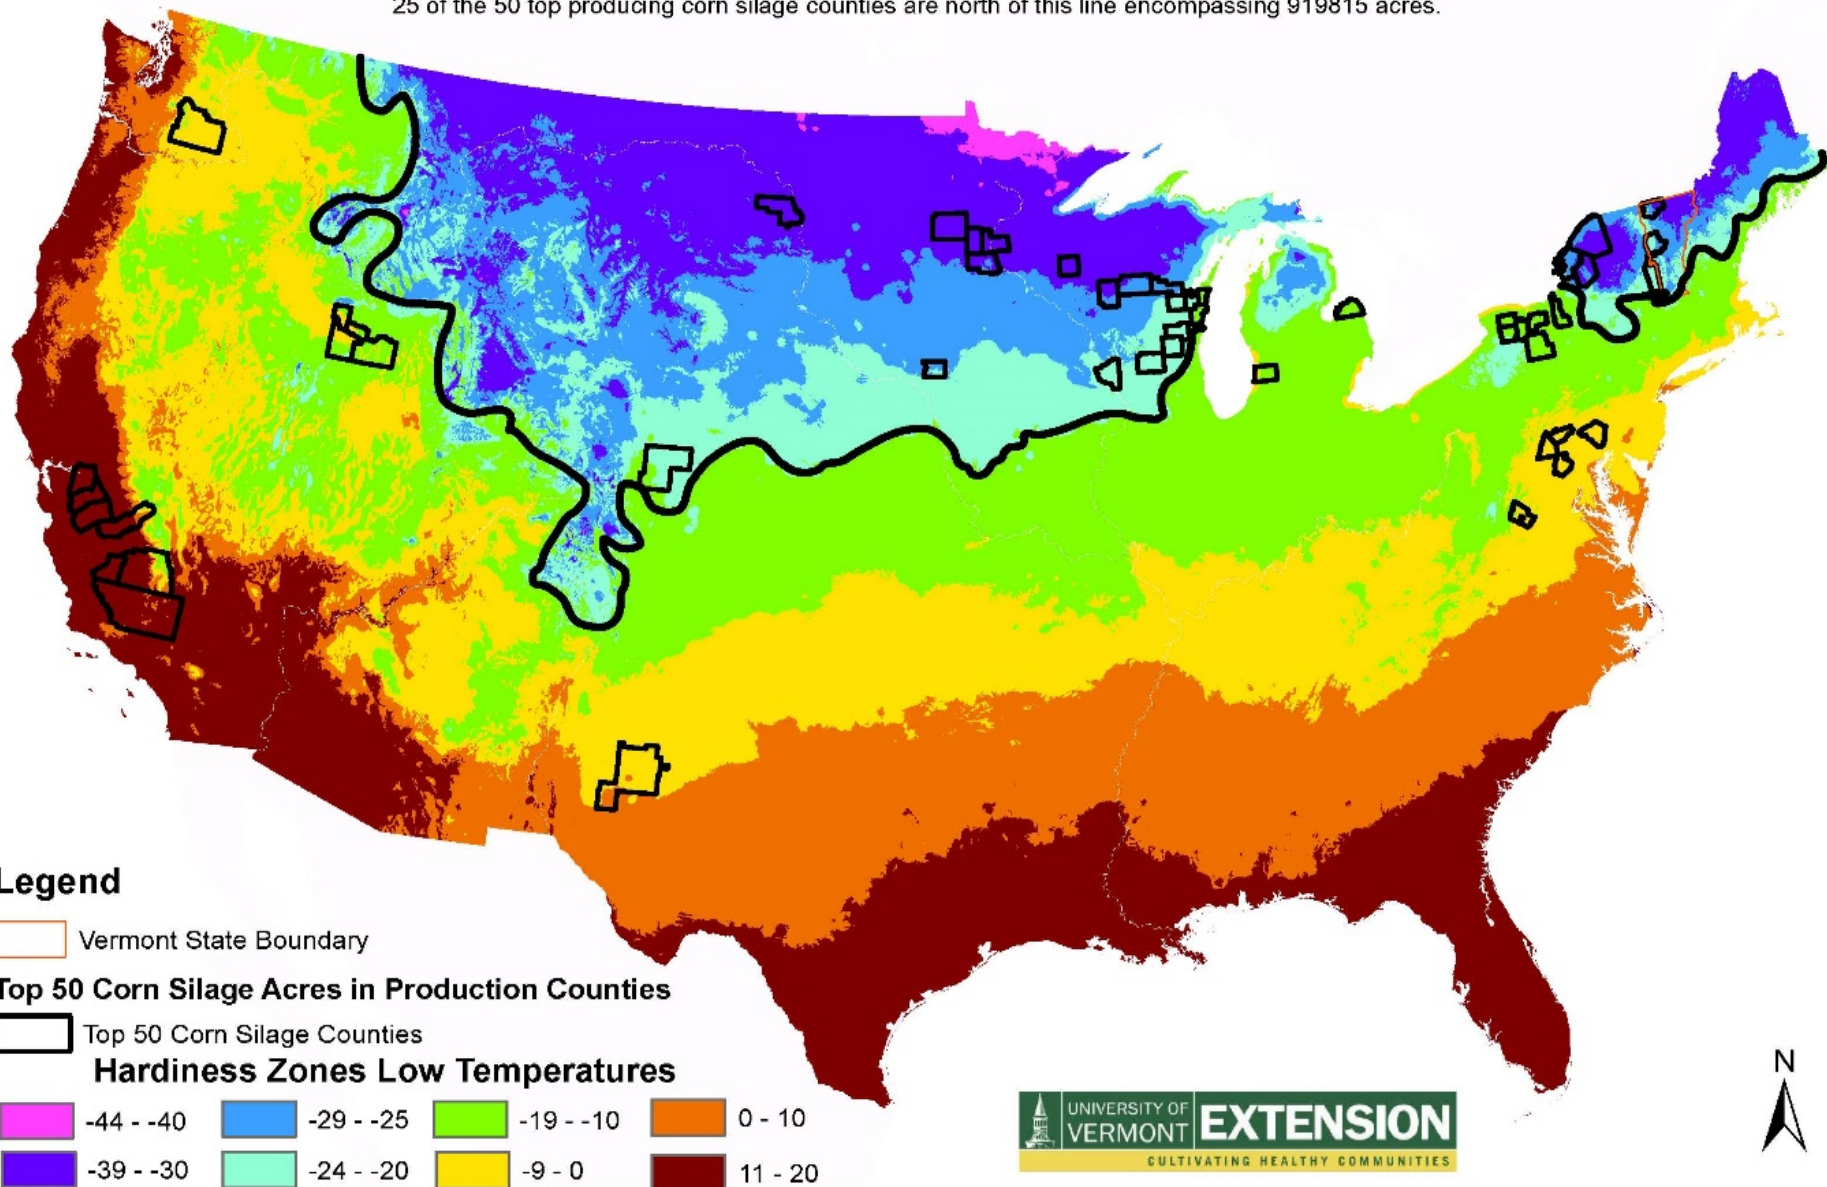 25 of the 50 top producing corn silage counties are north of this line encompassing 919815 acres.
Legend
Vermont State Boundary
Top 50 Corn Silage Acres in Production Counties
Top 50 Corn Silage Counties
Hardiness Zones Low Temperatures
-44 - -40
-29 - -25
-19 - -10
0 - 10
-39 - -30
-24 - -20
-9 - 0
11 - 20
UNIVERSITY OF
VERMONT
EXTENSION
CULTIVATING HEALTHY COMMUNITIES
N